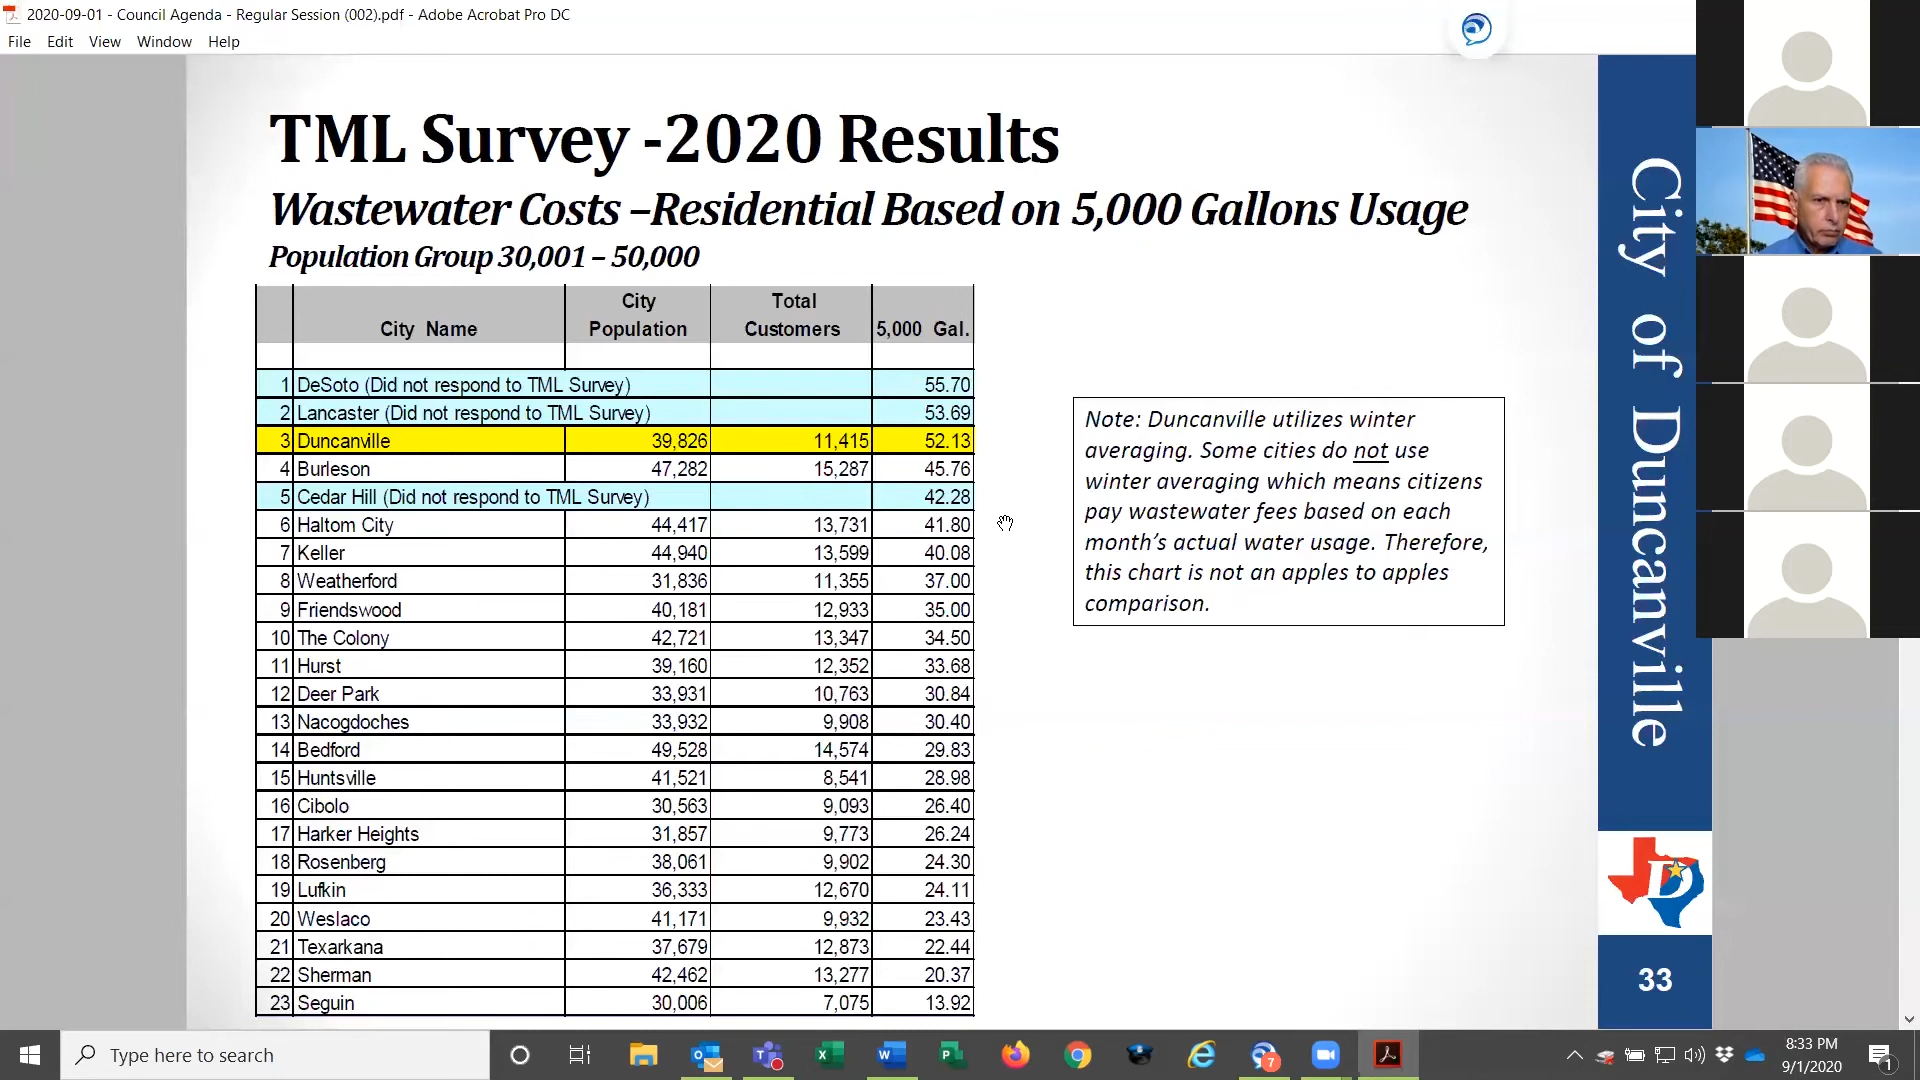 2020-09-01 - Council Agenda - Regular Session (002).pdf - Adobe Acrobat Pro DC
File Edit View Window Help
TML Survey -2020 Results
Wastewater Costs –Residential Based on 5,000 Gallons Usage
Population Group 30,001 – 50,000
City Name City Population Total Customers 5,000 Gal.
1 DeSoto (Did not respond to TML Survey) 55.70
2 Lancaster (Did not respond to TML Survey) 53.69
3 Duncanville 39,826 11,415 52.13
4 Burleson 47,282 15,287 45.76
5 Cedar Hill (Did not respond to TML Survey) 42.28
6 Haltom City 44,417 13,731 41.80
7 Keller 44,940 13,599 40.08
8 Weatherford 31,836 11,355 37.00
9 Friendswood 40,181 12,933 35.00
10 The Colony 42,721 13,347 34.50
11 Hurst 39,160 12,352 33.68
12 Deer Park 33,931 10,763 30.84
13 Nacogdoches 33,932 9,908 30.40
14 Bedford 49,528 14,574 29.83
15 Huntsville 41,521 8,541 28.98
16 Cibolo 30,563 9,093 26.40
17 Harker Heights 31,857 9,773 26.24
18 Rosenberg 38,061 9,902 24.30
19 Lufkin 36,333 12,670 24.11
20 Weslaco 41,171 9,932 23.43
21 Texarkana 37,679 12,873 22.44
22 Sherman 42,462 13,277 20.37
23 Seguin 30,006 7,075 13.92
Note: Duncanville utilizes winter
averaging. Some cities do not use
winter averaging which means citizens
pay wastewater fees based on each
month's actual water usage. Therefore,
this chart is not an apples to apples
comparison.
City of Duncanville
D
33
Type here to search
7
8:33 PM
9/1/2020
1